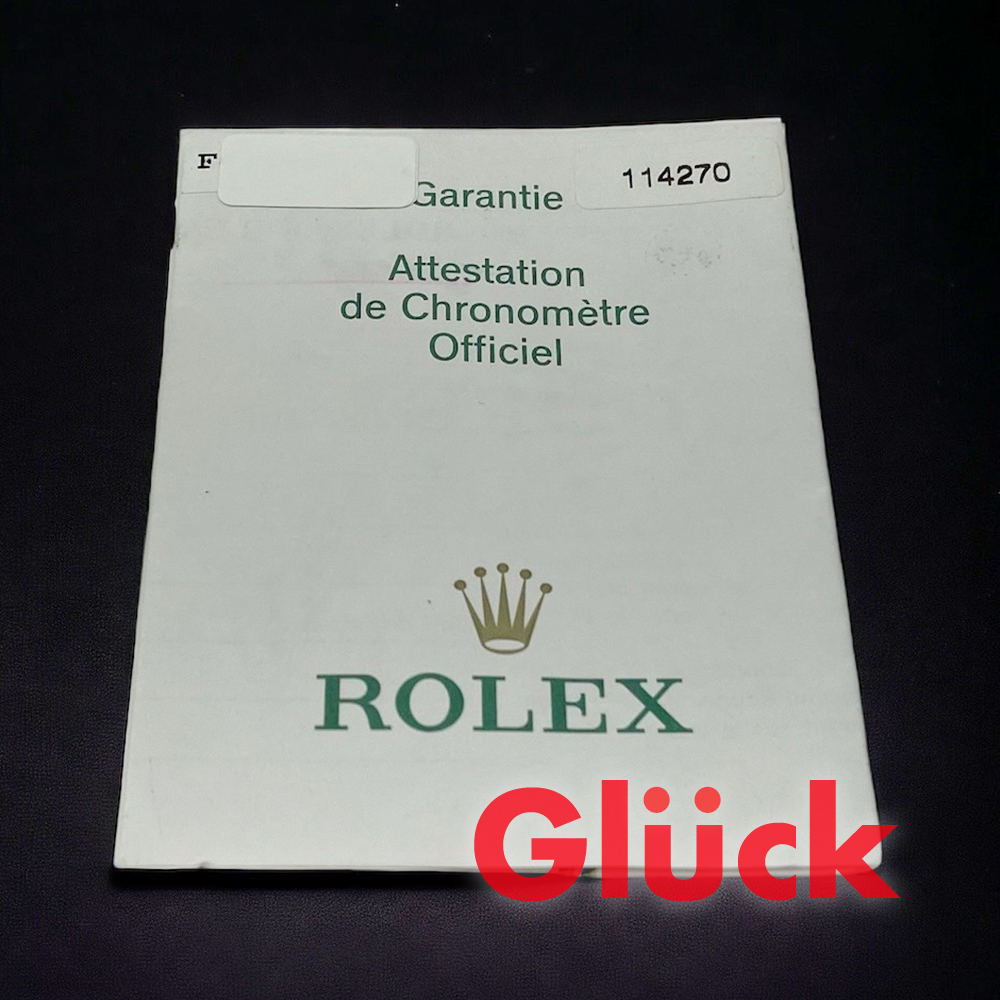 F
114270
Garantie
Attestation
de Chronomètre
Officiel
ROLEX
Glück